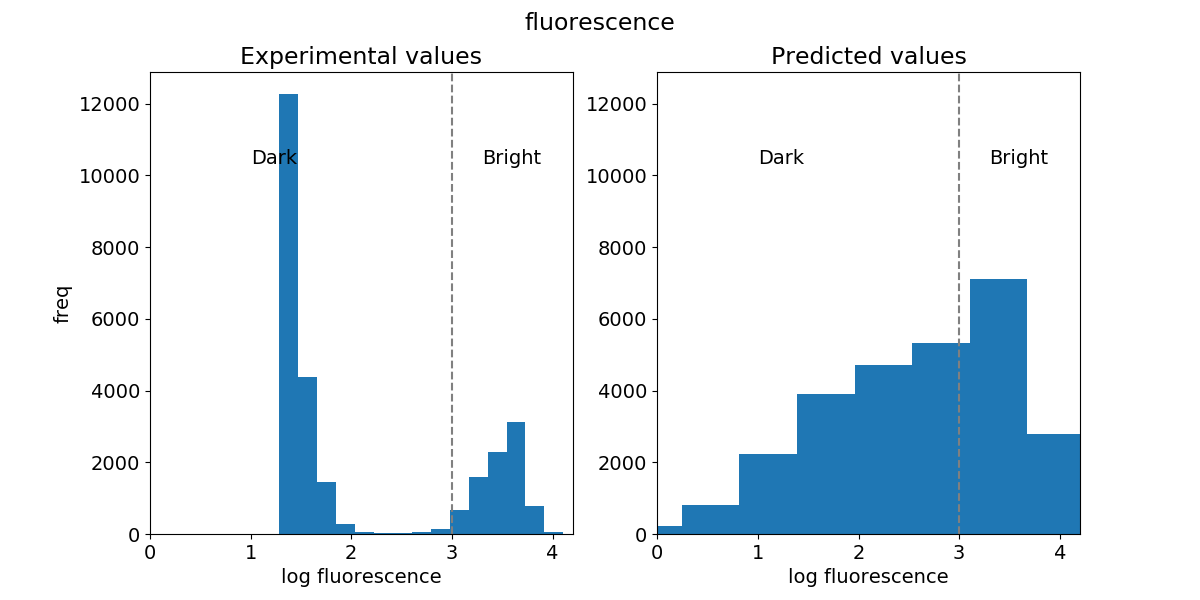 fluorescence
Experimental values
freq
12000
10000
8000
6000
4000
2000
0
Dark
Bright
0 1 2 3 4
log fluorescence
Predicted values
12000
10000
8000
6000
4000
2000
0
Dark
Bright
0 1 2 3 4
log fluorescence